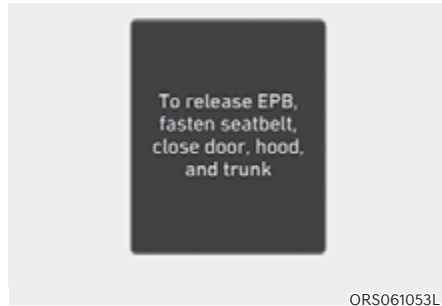 To release EPB,
fasten seatbelt,
close door, hood,
and trunk
ORS061053L